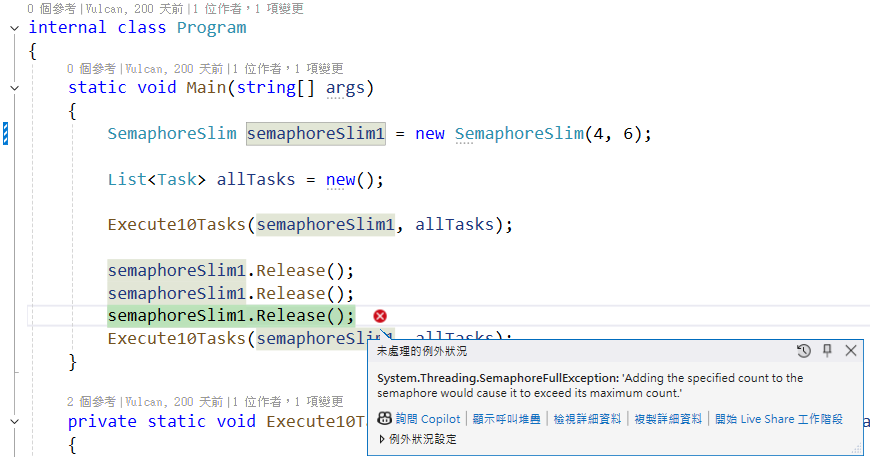 0 個參考|Vulcan, 200 天前|1 位作者，1 項變更
internal class Program
{
0 個參考|Vulcan, 200 天前|1 位作者，1 項變更
static void Main(string[] args)
{
SemaphoreSlim semaphoreSlim1 = new SemaphoreSlim(4, 6);
List<Task> allTasks = new();
Execute10Tasks(semaphoreSlim1, allTasks);
semaphoreSlim1.Release();
semaphoreSlim1.Release();
semaphoreSlim1.Release();
Execute10Tasks(semaphoreSlim1, allTasks);
}
未處理的例外狀況
System.Threading.SemaphoreFullException: 'Adding the specified count to the
semaphore would cause it to exceed its maximum count.'
詢問 Copilot | 顯示呼叫堆疊 | 檢視詳細資料 | 複製詳細資料 | 開始 Live Share 工作階段
例外狀況設定
2 個參考|Vulcan, 200 天前|1 位作者，1 項變更
private static void Execute10Ta
{